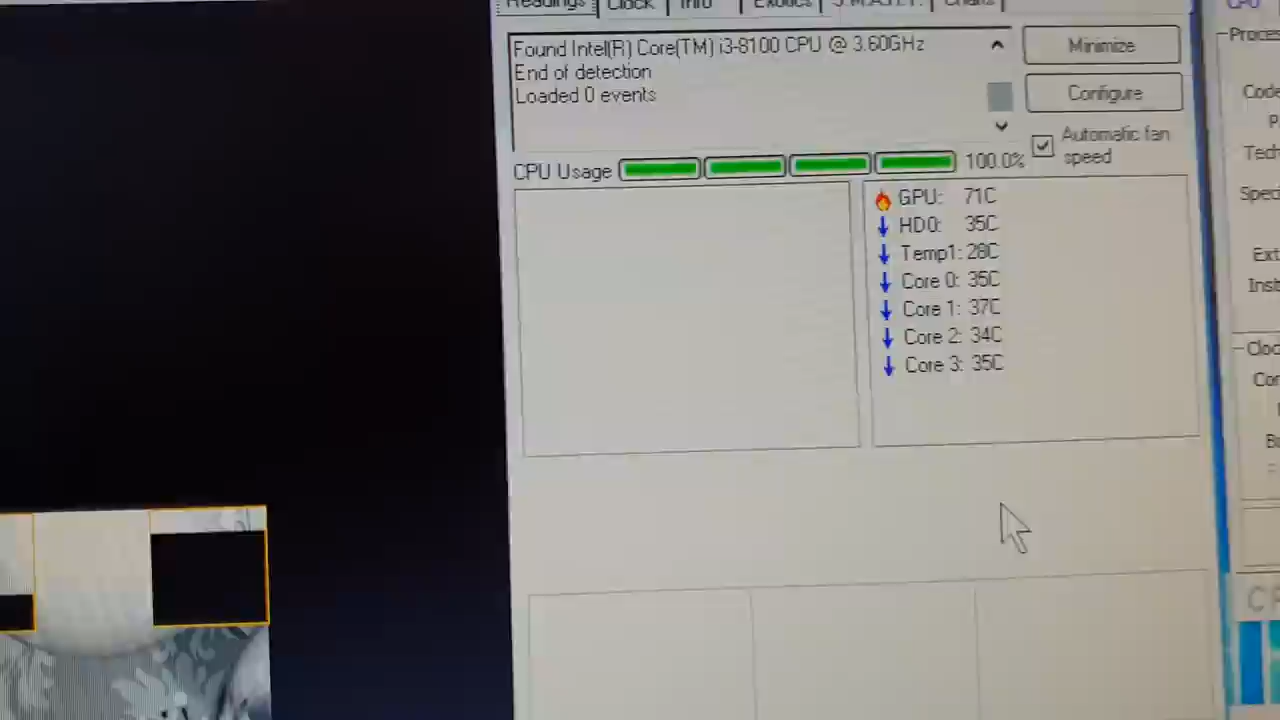 Readings Clock Info Exotics S.M.A.R.T. Charts
Found Intel(R) Core(TM) i3-8100 CPU @ 3.60GHz
End of detection
Loaded 0 events
Minimize
Configure
Automatic fan
speed
CPU Usage 100.0%
GPU: 71C
HD0: 35C
Temp1: 28C
Core 0: 35C
Core 1: 37C
Core 2: 34C
Core 3: 35C
CPU